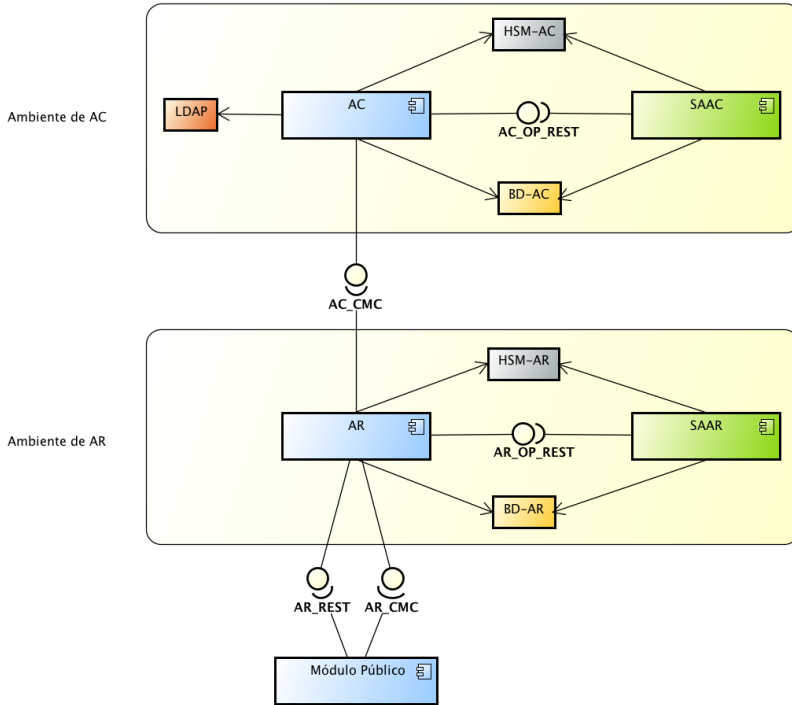 HSM-AC
LDAP
AC
SAAC
Ambiente de AC
AC_OP_REST
BD-AC
AC_CMC
HSM-AR
AR
SAAR
Ambiente de AR
AR_OP_REST
BD-AR
AR_REST
AR_CMC
Módulo Público